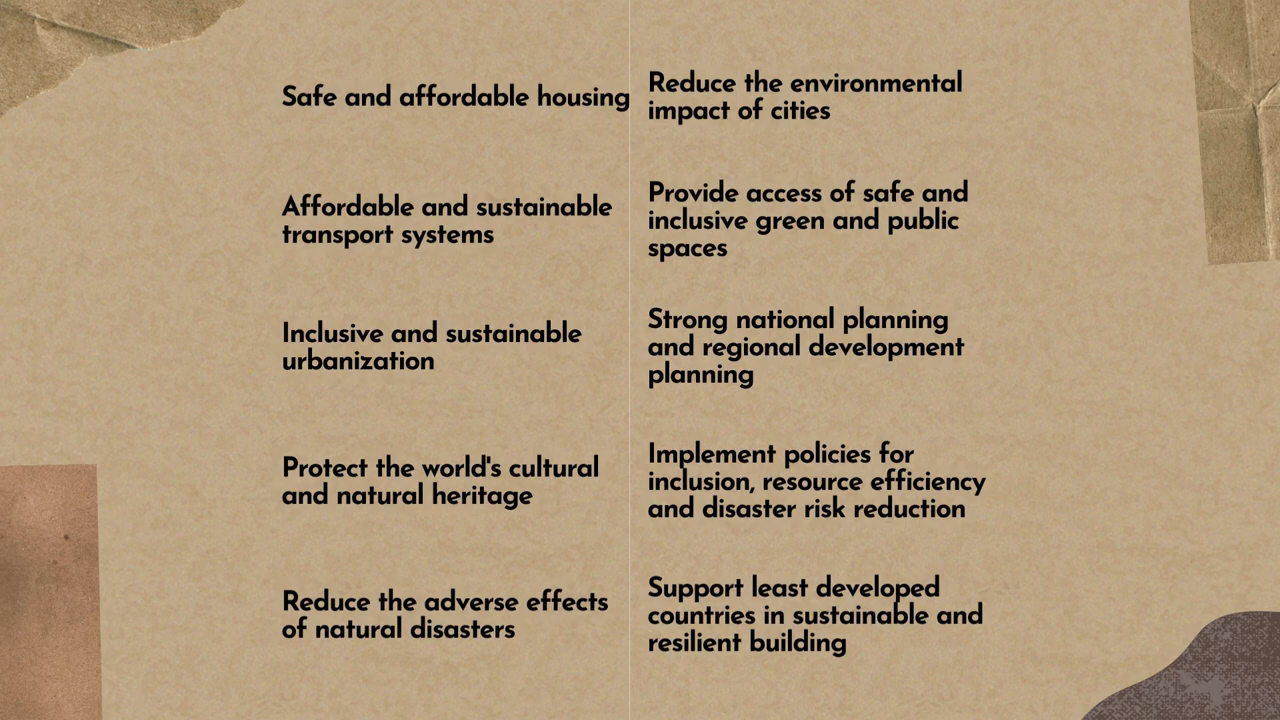 Safe and affordable housing
Affordable and sustainable
transport systems
Inclusive and sustainable
urbanization
Protect the world's cultural
and natural heritage
Reduce the adverse effects
of natural disasters
Reduce the environmental
impact of cities
Provide access of safe and
inclusive green and public
spaces
Strong national planning
and regional development
planning
Implement policies for
inclusion, resource efficiency
and disaster risk reduction
Support least developed
countries in sustainable and
resilient building